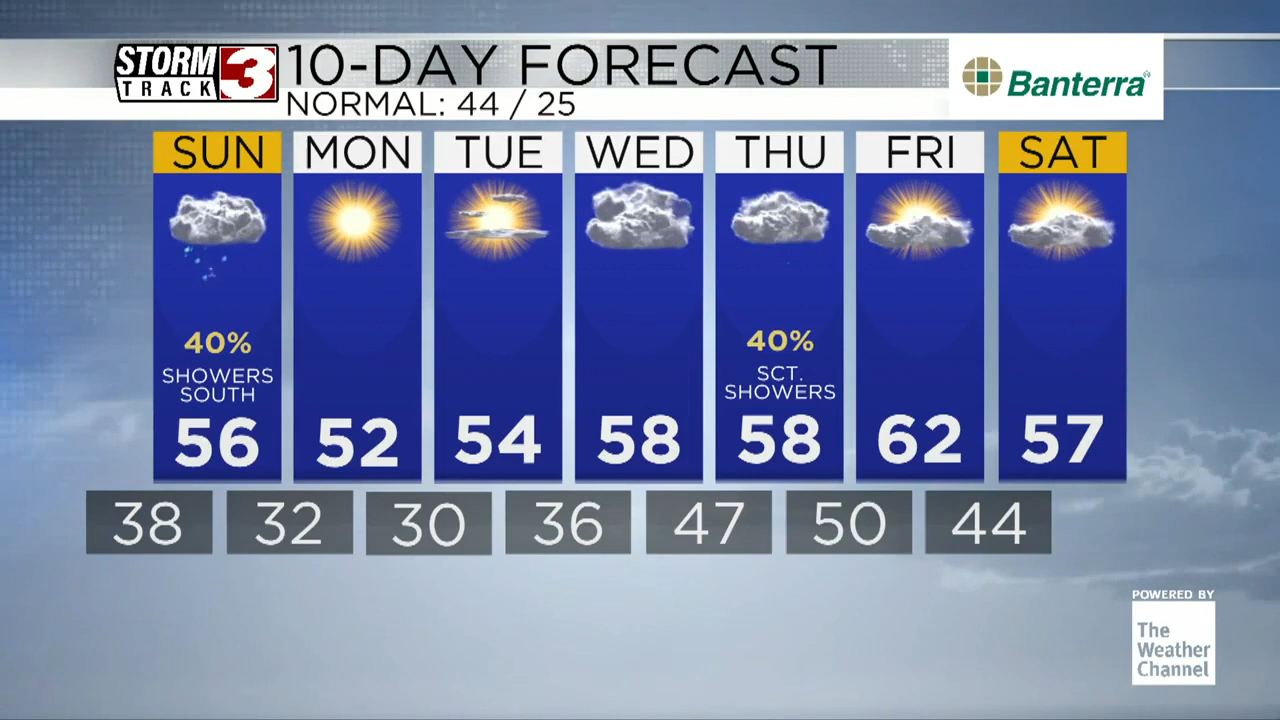 STORM
TRACK 3
10-DAY FORECAST
NORMAL: 44 / 25
Banterra
SUN MON TUE WED THU FRI SAT
40% 40%
SHOWERS SOUTH SCT. SHOWERS
56 52 54 58 58 62 57
38 32 30 36 47 50 44
POWERED BY
The
Weather
Channel